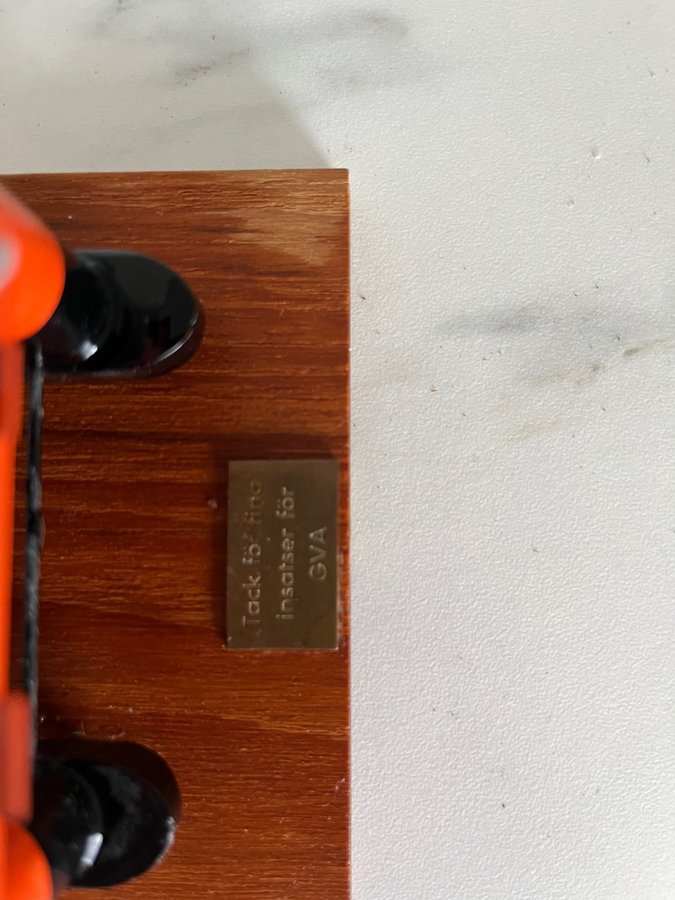 Tack för fina
insatser för
GVA